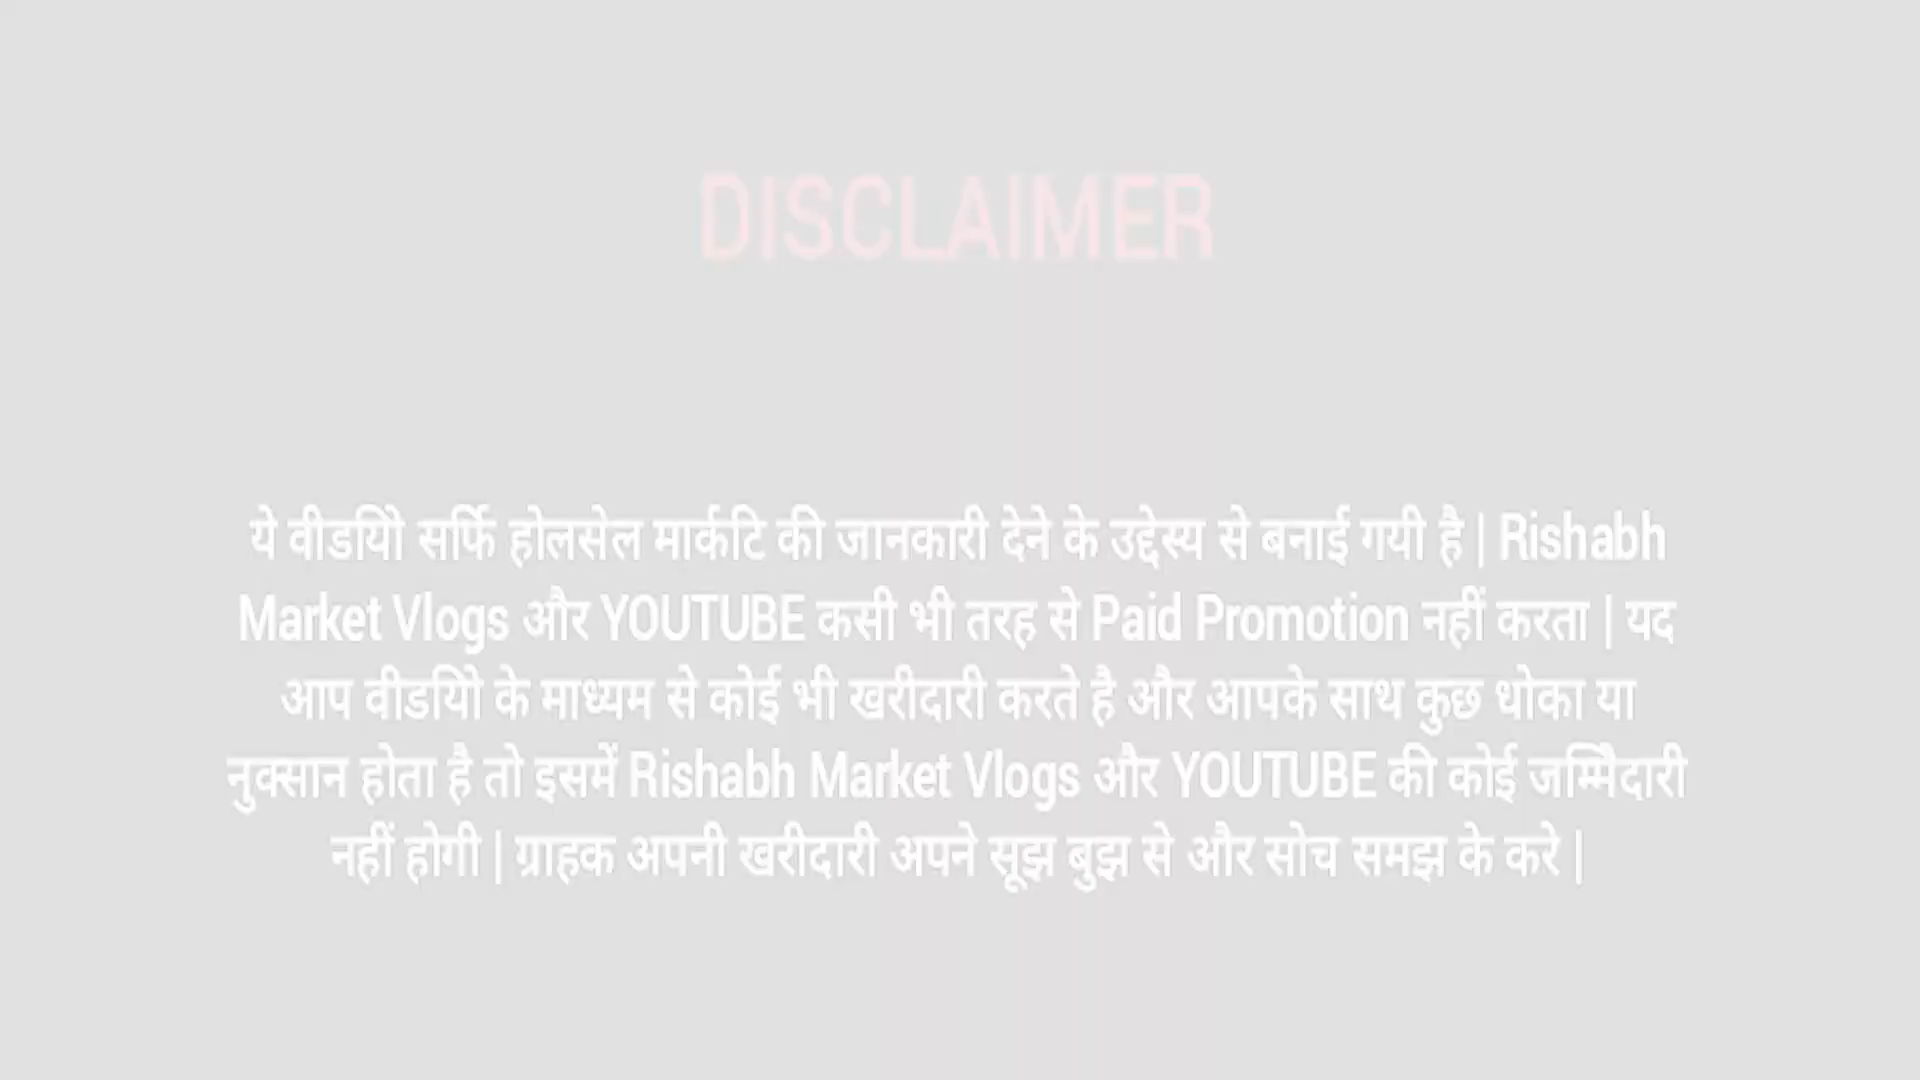 DISCLAIMER
ये वीडयिो सर्फि होलसेल मार्कटि की जानकारी देने के उद्देस्य से बनाई गयी है | Rishabh
Market Vlogs और YOUTUBE कसिी भी तरह से Paid Promotion नहीं करता | यद
आप वीडयिो के माध्यम से कोई भी खरीदारी करते है और आपके साथ कुछ धोका या
नुक्सान होता है तो इसमें Rishabh Market Vlogs और YOUTUBE की कोई जम्मिेदारी
नहीं होगी | ग्राहक अपनी खरीदारी अपने सूझ बुझ से और सोच समझ के करे |